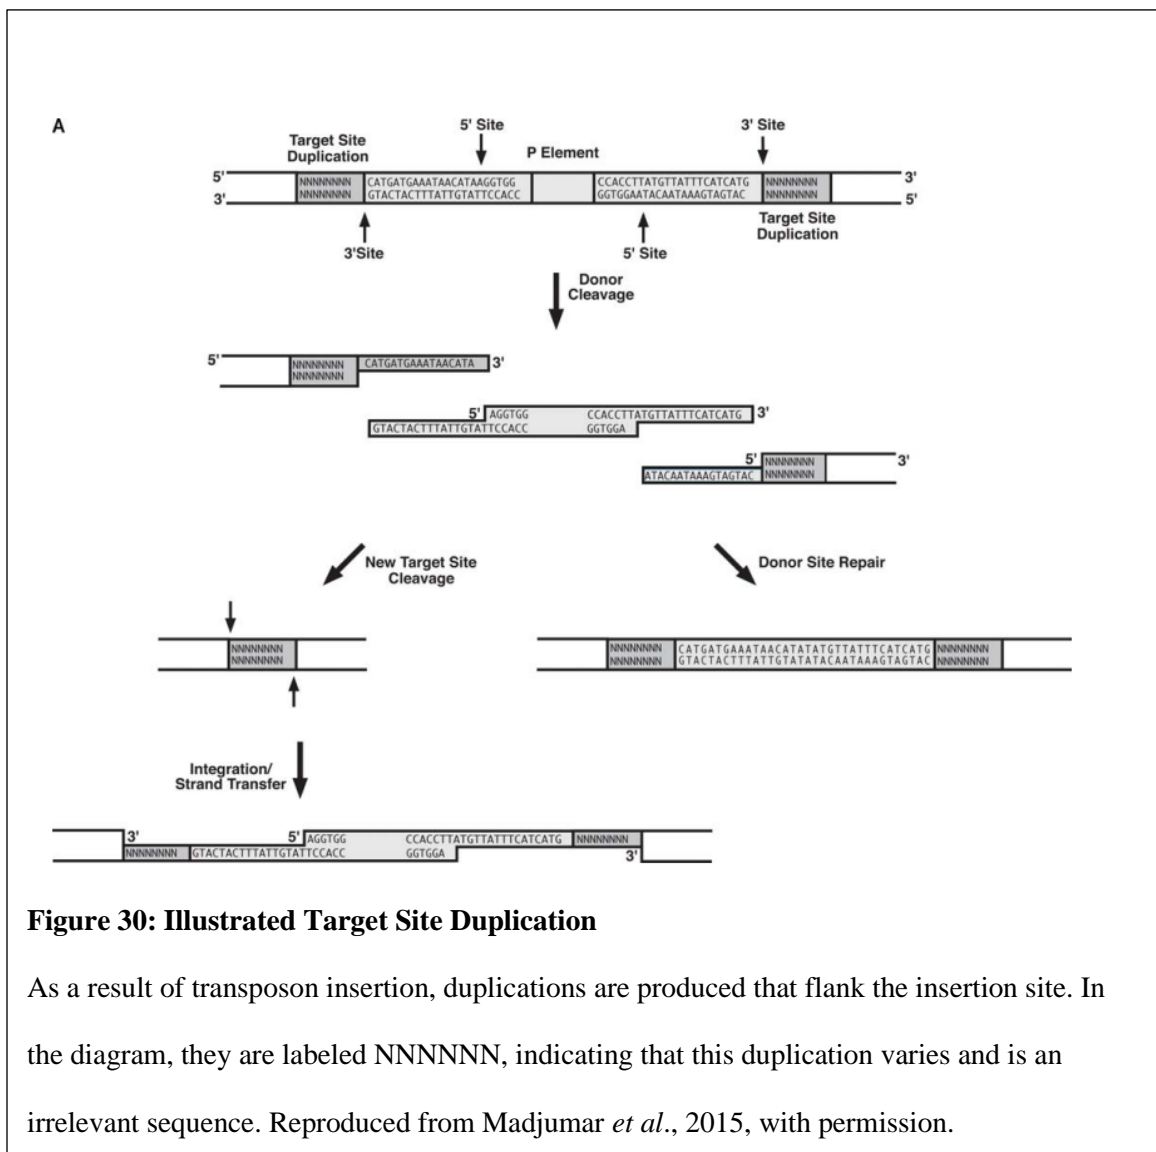 A
5' Site
3' Site
Target Site
Duplication
P Element
5'
NNNNNNNN
CATGATGAAATAACATAAGGTGG
CCACCTTATGTTATTTCATCATG
NNNNNNNN
3'
3'
NNNNNNNN
GTACTACTTTATTGTATTCCACC
GGTGGAATACAATAAAGTAGTAC
NNNNNNNN
5'
3'Site
5' Site
Target Site
Duplication
Donor
Cleavage
5'
NNNNNNNN
CATGATGAAATAACATA
3'
NNNNNNNN
5'
AGGTGG
CCACCTTATGTTATTTCATCATG
3'
GTACTACTTTATTGTATTCCACC
GGTGGA
5'
NNNNNNNN
3'
ATACAATAAAGTAGTAC
NNNNNNNN
New Target Site
Cleavage
Donor Site Repair
NNNNNNNN
NNNNNNNN
NNNNNNNN
CATGATGAAATAACATATATGTTATTTCATCATG
NNNNNNNN
NNNNNNNN
GTACTACTTTATTGTATATACAATAAAGTAGTAC
NNNNNNNN
Integration/
Strand Transfer
3'
5'
AGGTGG
CCACCTTATGTTATTTCATCATG
NNNNNNNN
NNNNNNNN
GTACTACTTTATTGTATTCCACC
GGTGGA
3'
Figure 30: Illustrated Target Site Duplication
As a result of transposon insertion, duplications are produced that flank the insertion site. In
the diagram, they are labeled NNNNNN, indicating that this duplication varies and is an
irrelevant sequence. Reproduced from Madjumar et al., 2015, with permission.